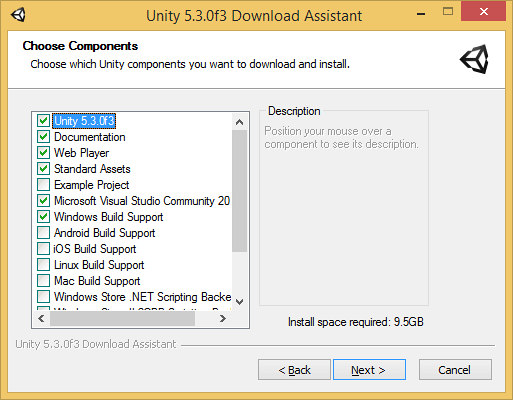 Unity 5.3.0f3 Download Assistant
Choose Components
Choose which Unity components you want to download and install.
Unity 5.3.0f3
Documentation
Web Player
Standard Assets
Example Project
Microsoft Visual Studio Community 20
Windows Build Support
Android Build Support
iOS Build Support
Linux Build Support
Mac Build Support
Windows Store .NET Scripting Backe
Description
Position your mouse over a
component to see its description.
Install space required: 9.5GB
Unity 5.3.0f3 Download Assistant
< Back
Next >
Cancel